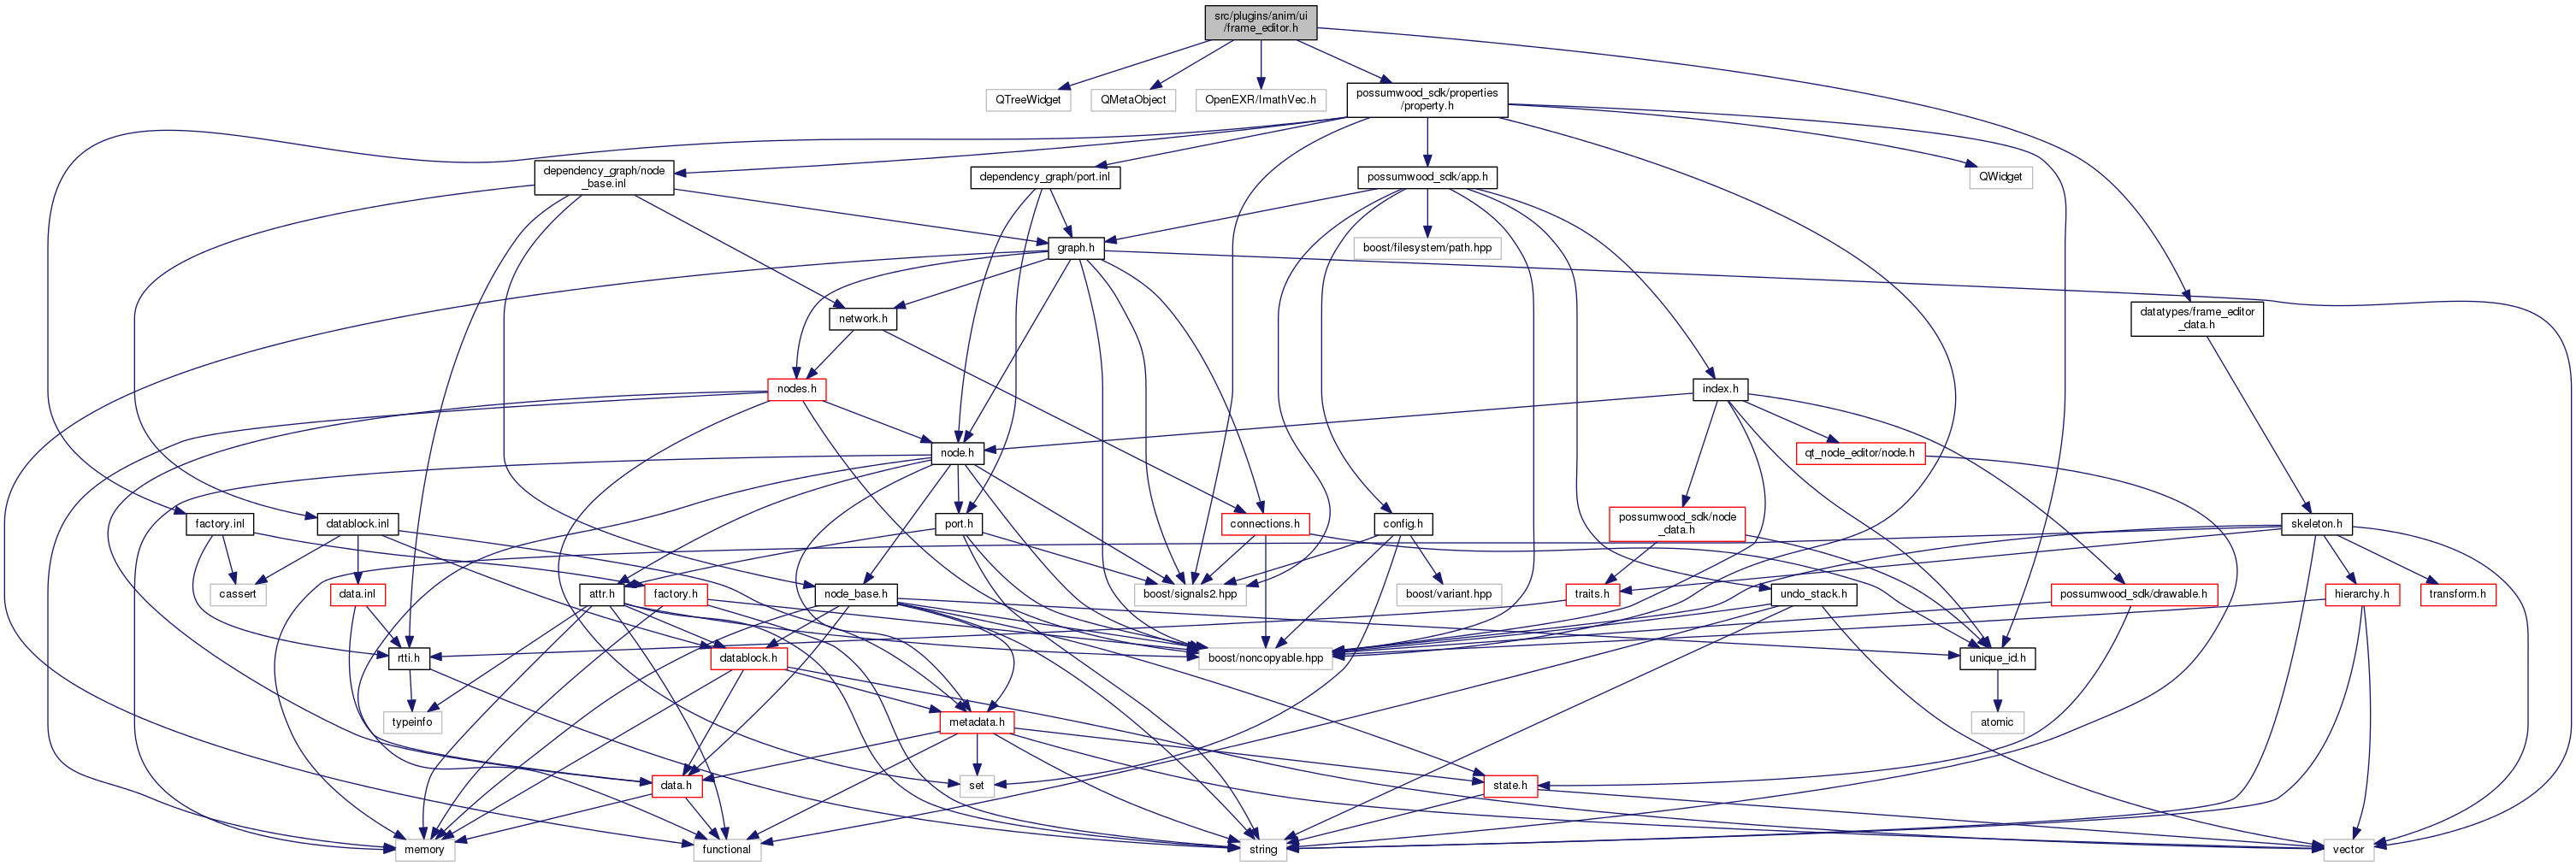 src/plugins/anim/ui
/frame_editor.h
QTreeWidget
QMetaObject
OpenEXR/ImathVec.h
possumwood_sdk/properties
/property.h
dependency_graph/node
_base.inl
dependency_graph/port.inl
possumwood_sdk/app.h
QWidget
graph.h
boost/filesystem/path.hpp
network.h
datatypes/frame_editor
_data.h
nodes.h
index.h
node.h
qt_node_editor/node.h
factory.inl
datablock.inl
port.h
connections.h
config.h
possumwood_sdk/node
_data.h
skeleton.h
cassert
data.inl
attr.h
factory.h
node_base.h
boost/signals2.hpp
boost/variant.hpp
traits.h
undo_stack.h
possumwood_sdk/drawable.h
hierarchy.h
transform.h
rtti.h
datablock.h
boost/noncopyable.hpp
unique_id.h
typeinfo
metadata.h
atomic
data.h
set
state.h
memory
functional
string
vector